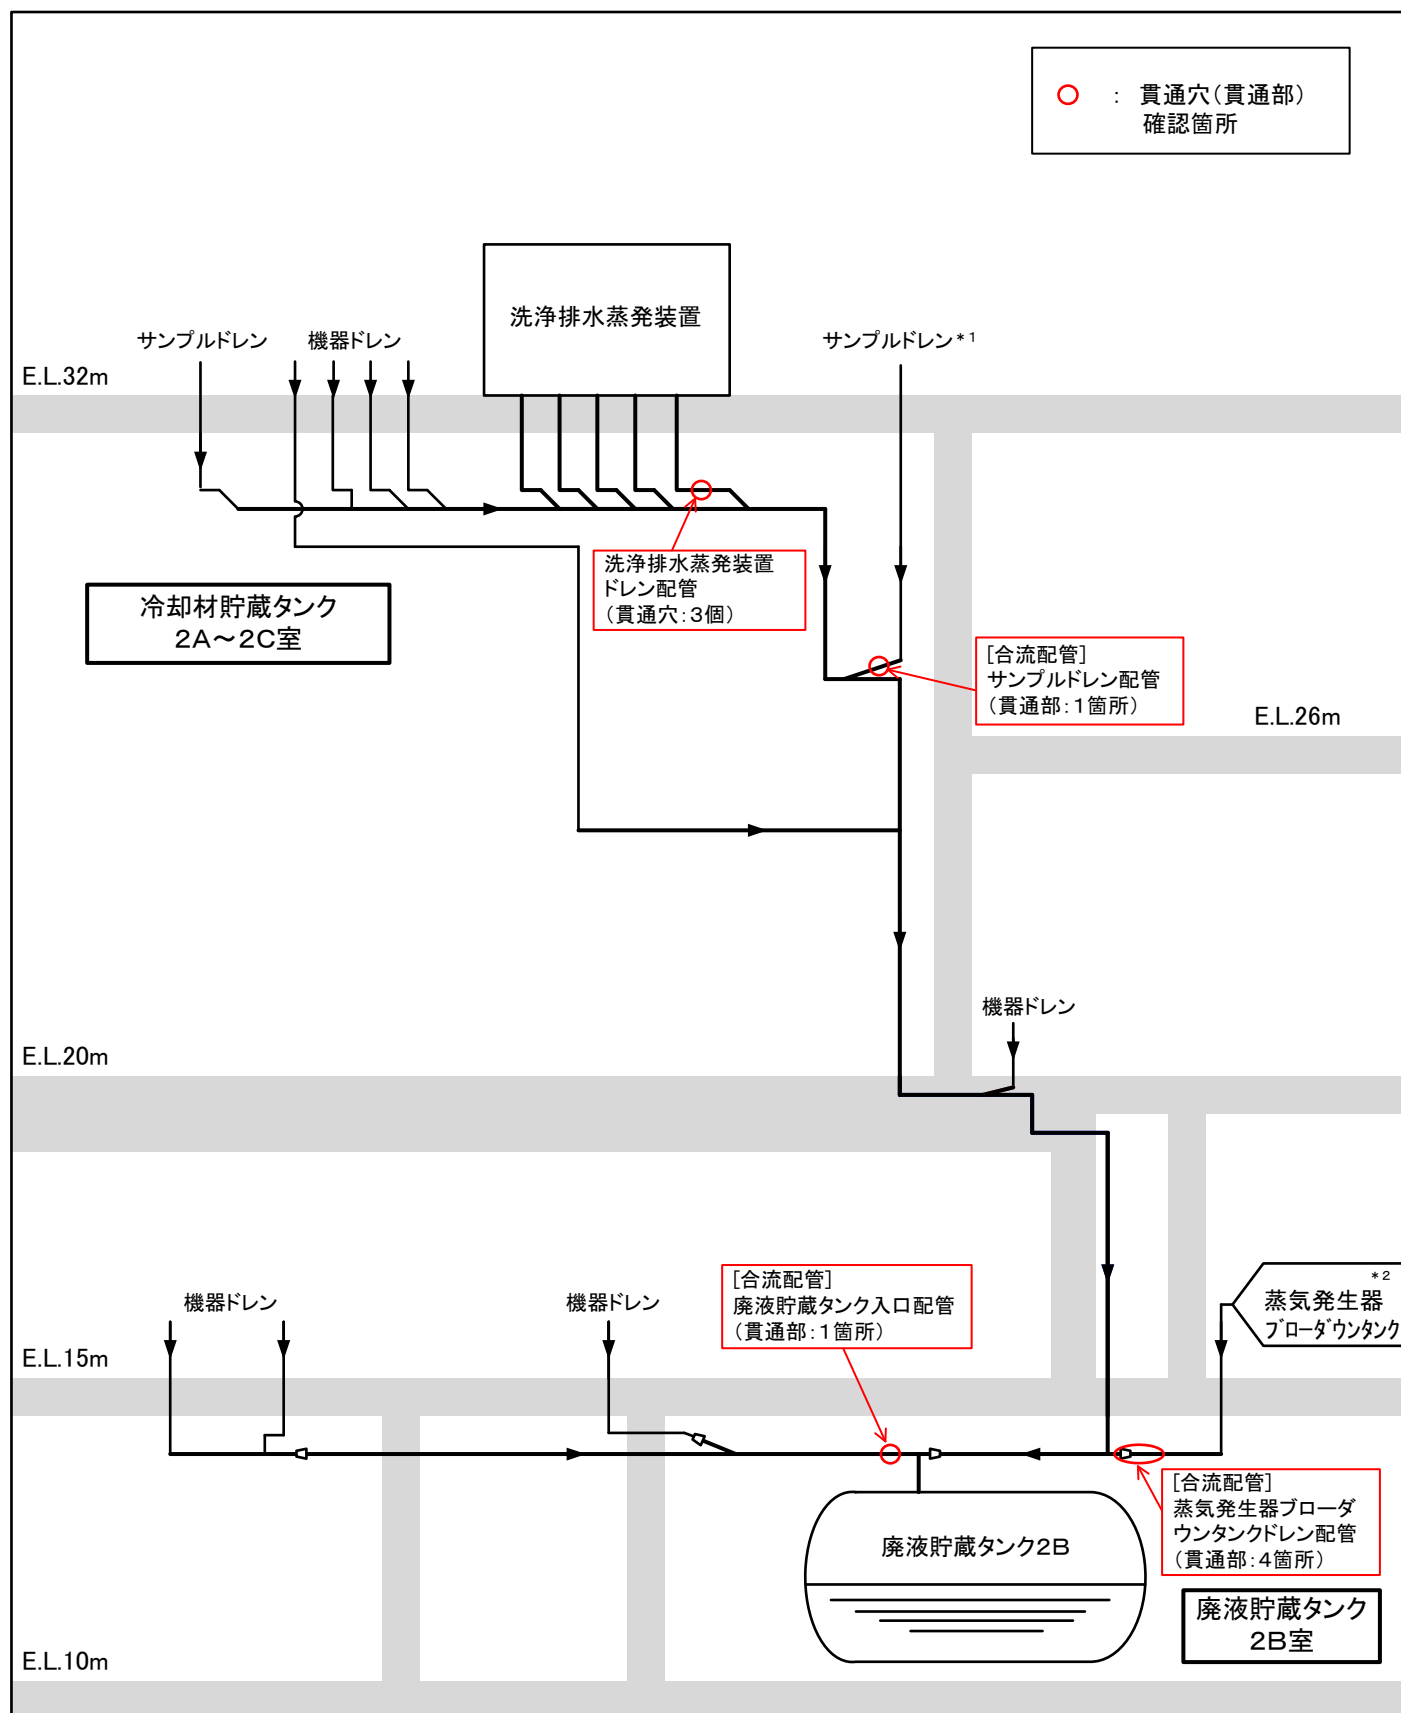 ○ : 貫通穴(貫通部)
確認箇所
洗浄排水蒸発装置
サンプルドレン
機器ドレン
サンプルドレン*1
E.L.32m
洗浄排水蒸発装置
ドレン配管
(貫通穴:3個)
冷却材貯蔵タンク
2A～2C室
[合流配管]
サンプルドレン配管
(貫通部:1箇所)
E.L.26m
機器ドレン
E.L.20m
[合流配管]
廃液貯蔵タンク入口配管
(貫通部:1箇所)
*2
蒸気発生器
ブローダウンタンク
機器ドレン
機器ドレン
E.L.15m
[合流配管]
蒸気発生器ブローダ
ウンタンクドレン配管
(貫通部:4箇所)
廃液貯蔵タンク2B
廃液貯蔵タンク
2B室
E.L.10m